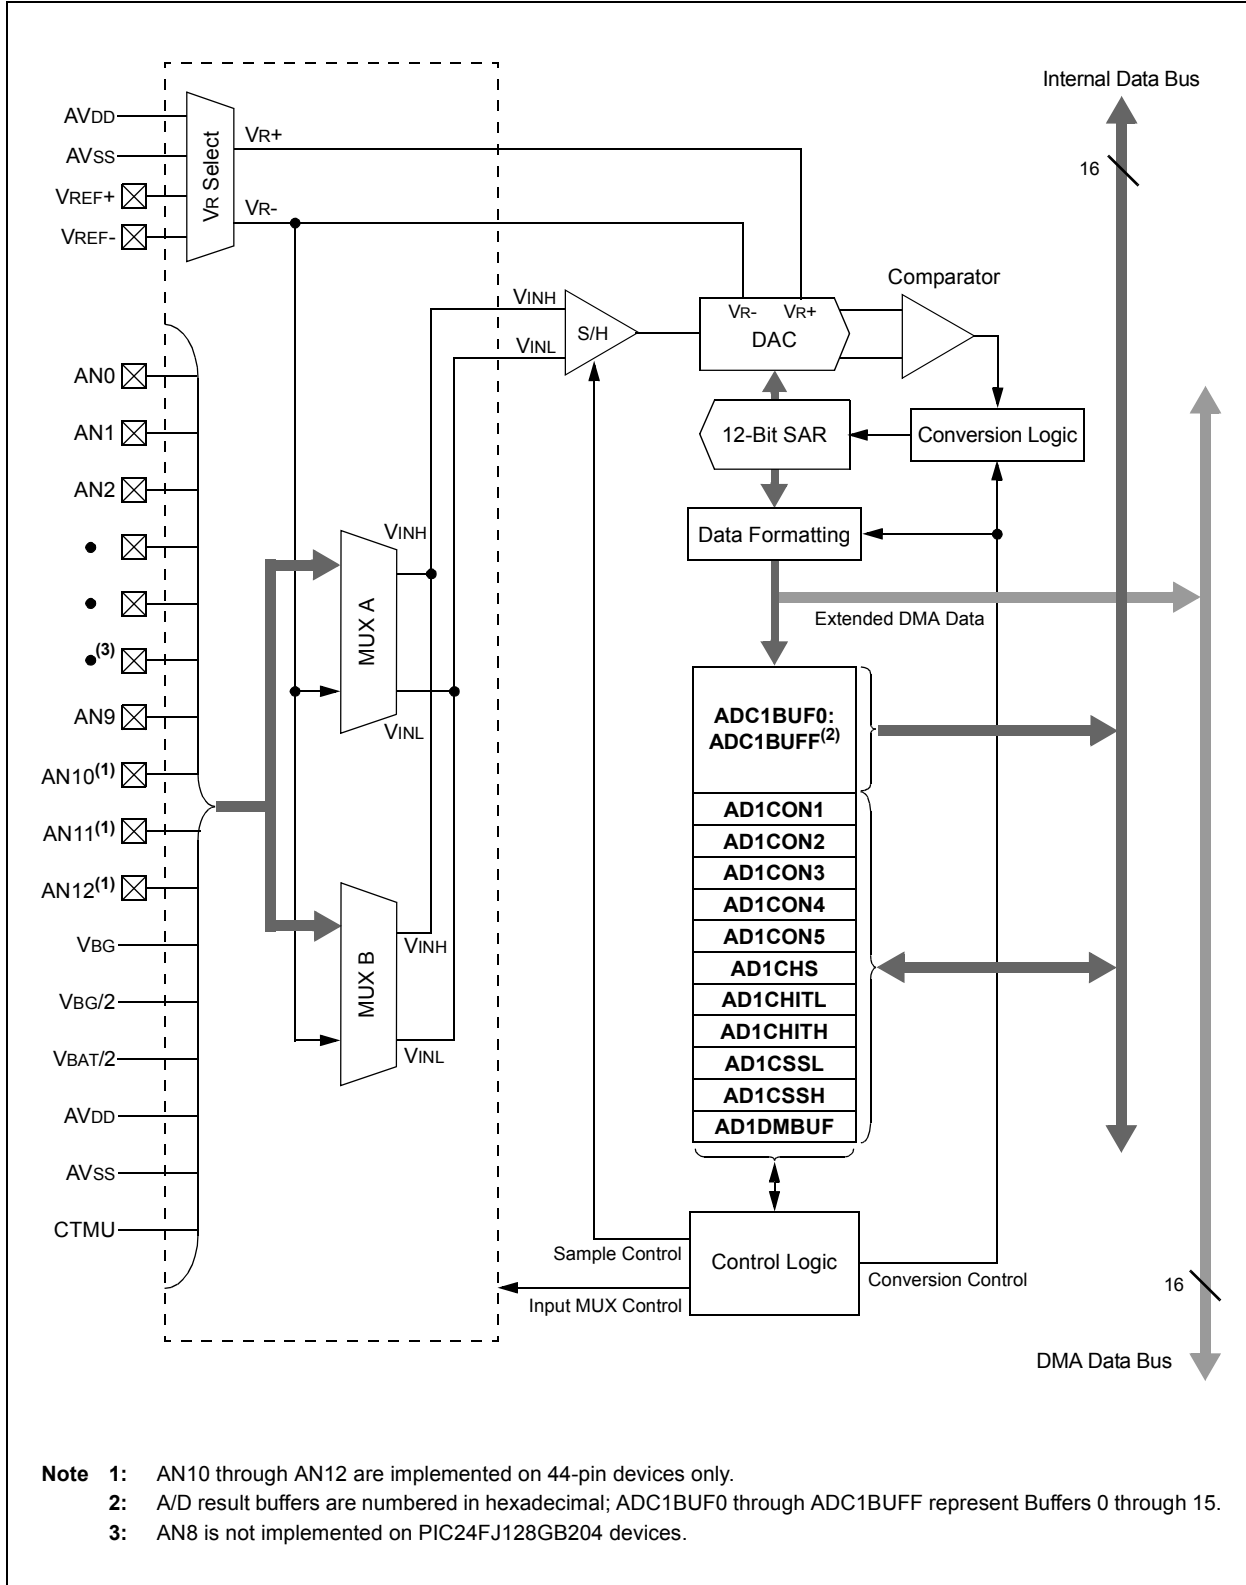 Internal Data Bus
16
AVDD
AVSS
VREF+
VREF-
VR Select
VR+
VR-
Comparator
VINH
VINL
S/H
VR- VR+
DAC
12-Bit SAR
Conversion Logic
Data Formatting
Extended DMA Data
AN0
AN1
AN2
•
•
•(3)
AN9
AN10(1)
AN11(1)
AN12(1)
VBG
VBG/2
VBAT/2
AVDD
AVSS
CTMU
VINH
MUX A
VINL
VINH
MUX B
VINL
ADC1BUF0:
ADC1BUFF(2)
AD1CON1
AD1CON2
AD1CON3
AD1CON4
AD1CON5
AD1CHS
AD1CHITL
AD1CHITH
AD1CSSL
AD1CSSH
AD1DMBUF
Sample Control
Control Logic
Input MUX Control
Conversion Control
16
DMA Data Bus
Note 1: AN10 through AN12 are implemented on 44-pin devices only.
2: A/D result buffers are numbered in hexadecimal; ADC1BUF0 through ADC1BUFF represent Buffers 0 through 15.
3: AN8 is not implemented on PIC24FJ128GB204 devices.